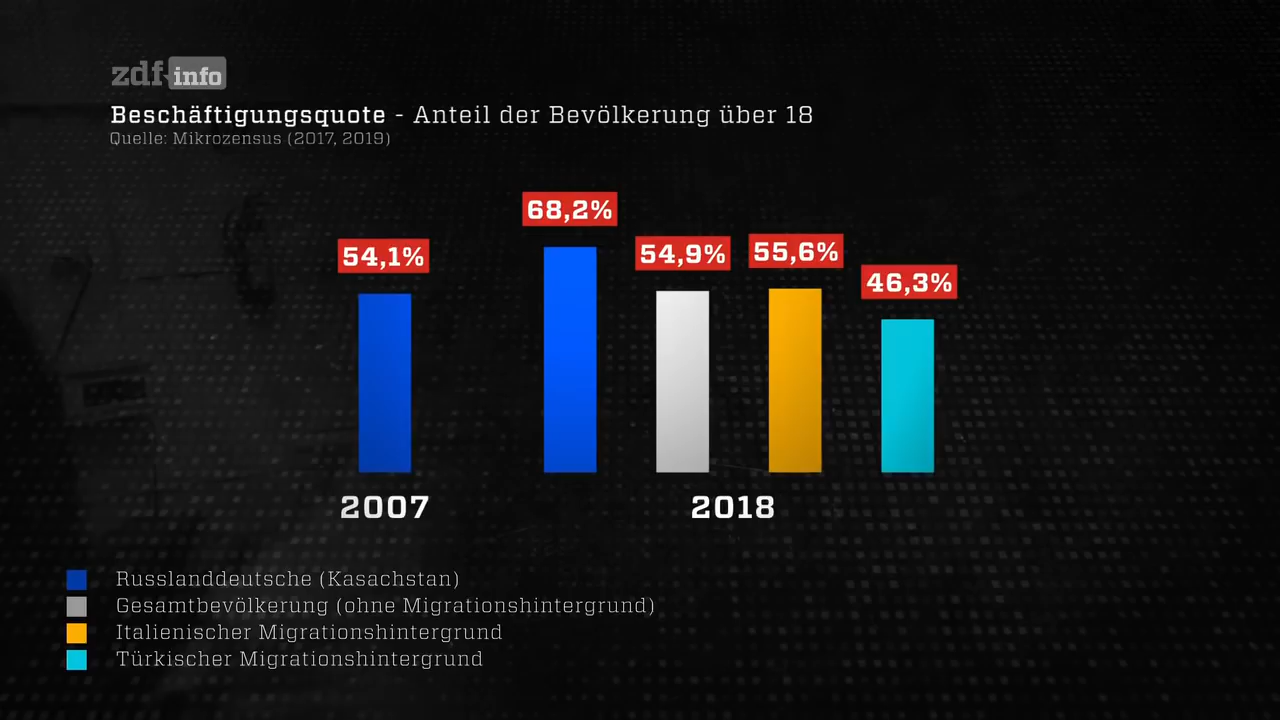 zdf info
Beschäftigungsquote - Anteil der Bevölkerung über 18
Quelle: Mikrozensus (2017, 2019)
54,1%
68,2%
54,9%
55,6%
46,3%
2007
2018
Russlanddeutsche (Kasachstan)
Gesamtbevölkerung (ohne Migrationshintergrund)
Italienischer Migrationshintergrund
Türkischer Migrationshintergrund